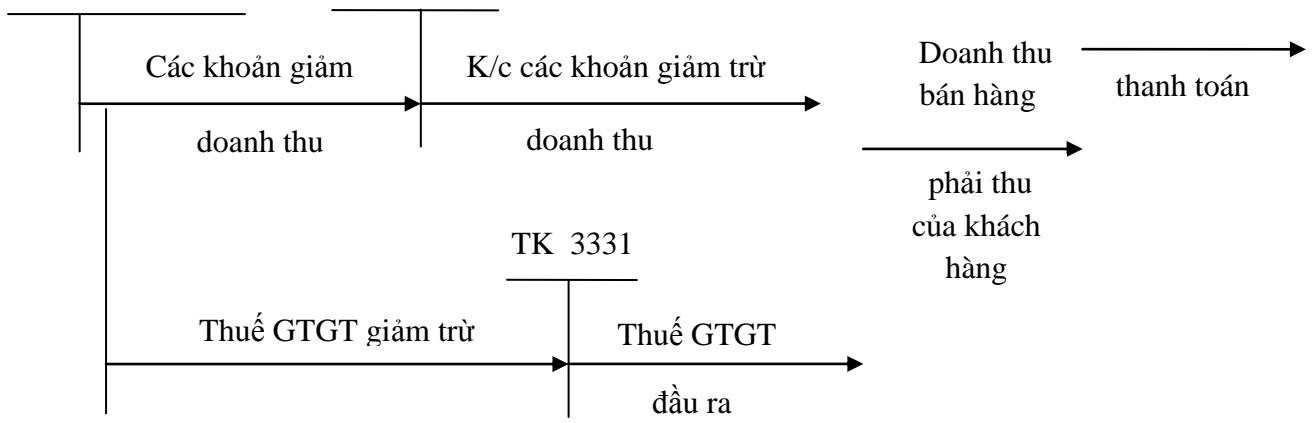 Các khoản giảm
doanh thu
K/c các khoản giảm trừ
doanh thu
Doanh thu
bán hàng
phải thu
của khách
hàng
thanh toán
TK 3331
Thuế GTGT giảm trừ
Thuế GTGT
đầu ra